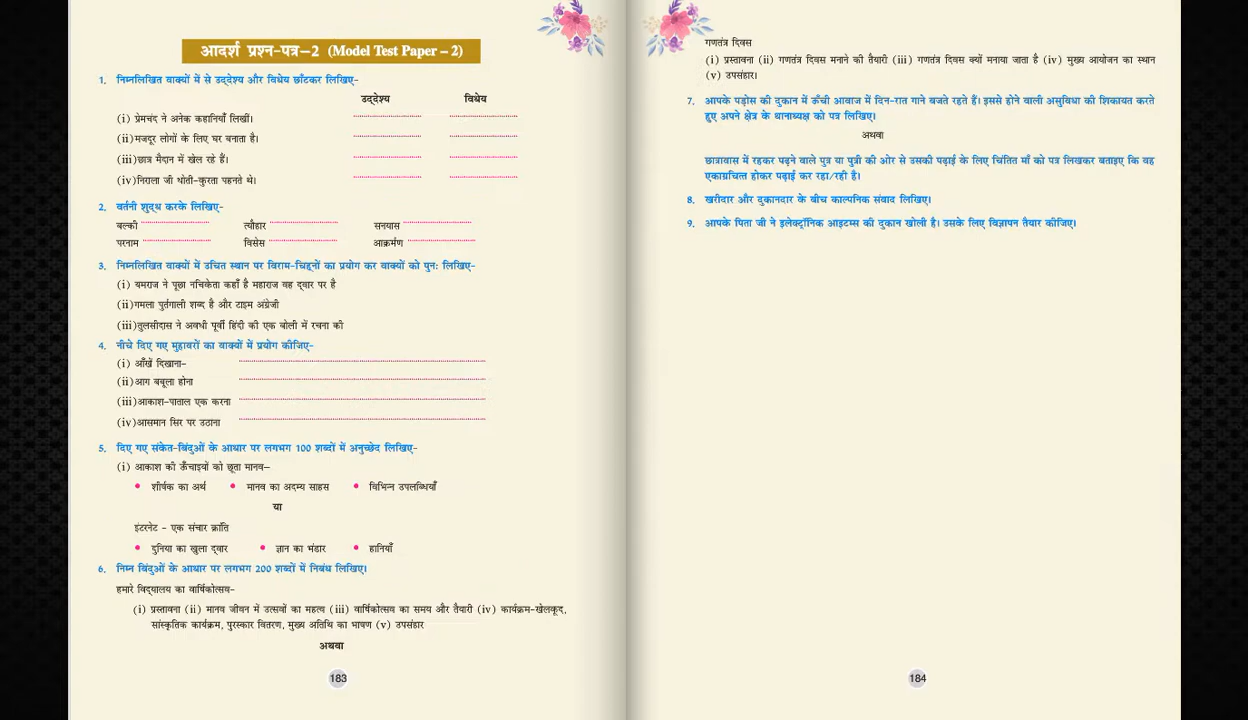 आदर्श प्रश्न-पत्र–2 (Model Test Paper – 2)
1. निम्नलिखित वाक्यों में से उद्देश्य और विधेय छाँटकर लिखिए-
उद्देश्य विधेय
(i) प्रेमचंद ने अनेक कहानियाँ लिखीं।
(ii) मजदूर लोगों के लिए घर बनाता है।
(iii) छात्र मैदान में खेल रहे हैं।
(iv) निराला जी धोती-कुरता पहनते थे।
2. वर्तनी शुद्ध करके लिखिए-
बल्की त्यौहार सनयास
परनाम विसेस आक्रर्मण
3. निम्नलिखित वाक्यों में उचित स्थान पर विराम-चिह्नों का प्रयोग कर वाक्यों को पुनः लिखिए-
(i) यमराज ने पूछा नचिकेता कहाँ है महाराज वह द्वार पर है
(ii) गमला पुर्तगाली शब्द है और टाइम अंग्रेजी
(iii) तुलसीदास ने अवधी पूर्वी हिंदी की एक बोली में रचना की
4. नीचे दिए गए मुहावरों का वाक्यों में प्रयोग कीजिए-
(i) आँखें दिखाना-
(ii) आग बबूला होना
(iii) आकाश-पाताल एक करना
(iv) आसमान सिर पर उठाना
5. दिए गए संकेत-बिंदुओं के आधार पर लगभग 100 शब्दों में अनुच्छेद लिखिए-
(i) आकाश की ऊँचाइयों को छूता मानव–
• शीर्षक का अर्थ • मानव का अदम्य साहस • विभिन्न उपलब्धियाँ
या
इंटरनेट - एक संचार क्रांति
• दुनिया का खुला द्वार • ज्ञान का भंडार • हानियाँ
6. निम्न बिंदुओं के आधार पर लगभग 200 शब्दों में निबंध लिखिए।
हमारे विद्यालय का वार्षिकोत्सव-
(i) प्रस्तावना (ii) मानव जीवन में उत्सवों का महत्व (iii) वार्षिकोत्सव का समय और तैयारी (iv) कार्यक्रम-खेलकूद,
सांस्कृतिक कार्यक्रम, पुरस्कार वितरण, मुख्य अतिथि का भाषण (v) उपसंहार
अथवा
183
गणतंत्र दिवस
(i) प्रस्तावना (ii) गणतंत्र दिवस मनाने की तैयारी (iii) गणतंत्र दिवस क्यों मनाया जाता है (iv) मुख्य आयोजन का स्थान
(v) उपसंहार।
7. आपके पड़ोस की दुकान में ऊँची आवाज में दिन-रात गाने बजते रहते हैं। इससे होने वाली असुविधा की शिकायत करते
हुए अपने क्षेत्र के थानाध्यक्ष को पत्र लिखिए।
अथवा
छात्रावास में रहकर पढ़ने वाले पुत्र या पुत्री की ओर से उसकी पढ़ाई के लिए चिंतित माँ को पत्र लिखकर बताइए कि वह
एकाग्रचित्त होकर पढ़ाई कर रहा/रही है।
8. खरीदार और दुकानदार के बीच काल्पनिक संवाद लिखिए।
9. आपके पिता जी ने इलेक्ट्रॉनिक आइटम्स की दुकान खोली है। उसके लिए विज्ञापन तैयार कीजिए।
184